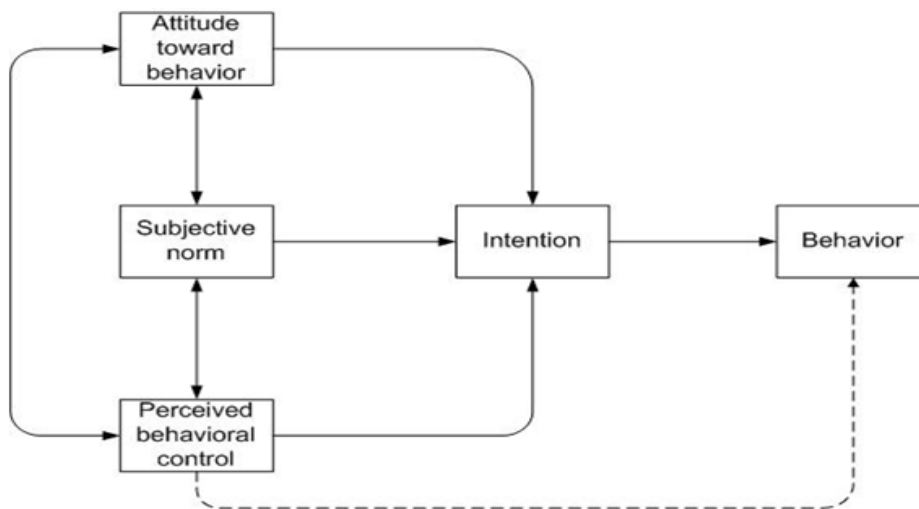 Attitude
toward
behavior
Subjective
norm
Intention
Behavior
Perceived
behavioral
control